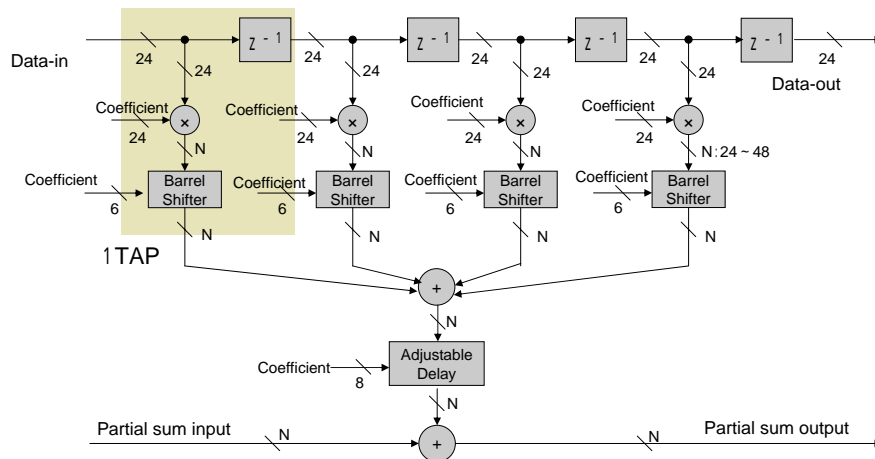 z - 1
z - 1
z - 1
z - 1
24
24
24
24
24
Data-in
Data-out
24
24
24
24
Coefficient
Coefficient
Coefficient
Coefficient
×
×
×
×
24
24
24
24
N
N
N
N:24 ~ 48
Coefficient
Coefficient
Coefficient
Coefficient
Barrel
Shifter
Barrel
Shifter
Barrel
Shifter
Barrel
Shifter
6
6
6
6
N
N
N
N
1TAP
+
N
Coefficient
Adjustable
Delay
8
N
Partial sum input
N
+
N
Partial sum output